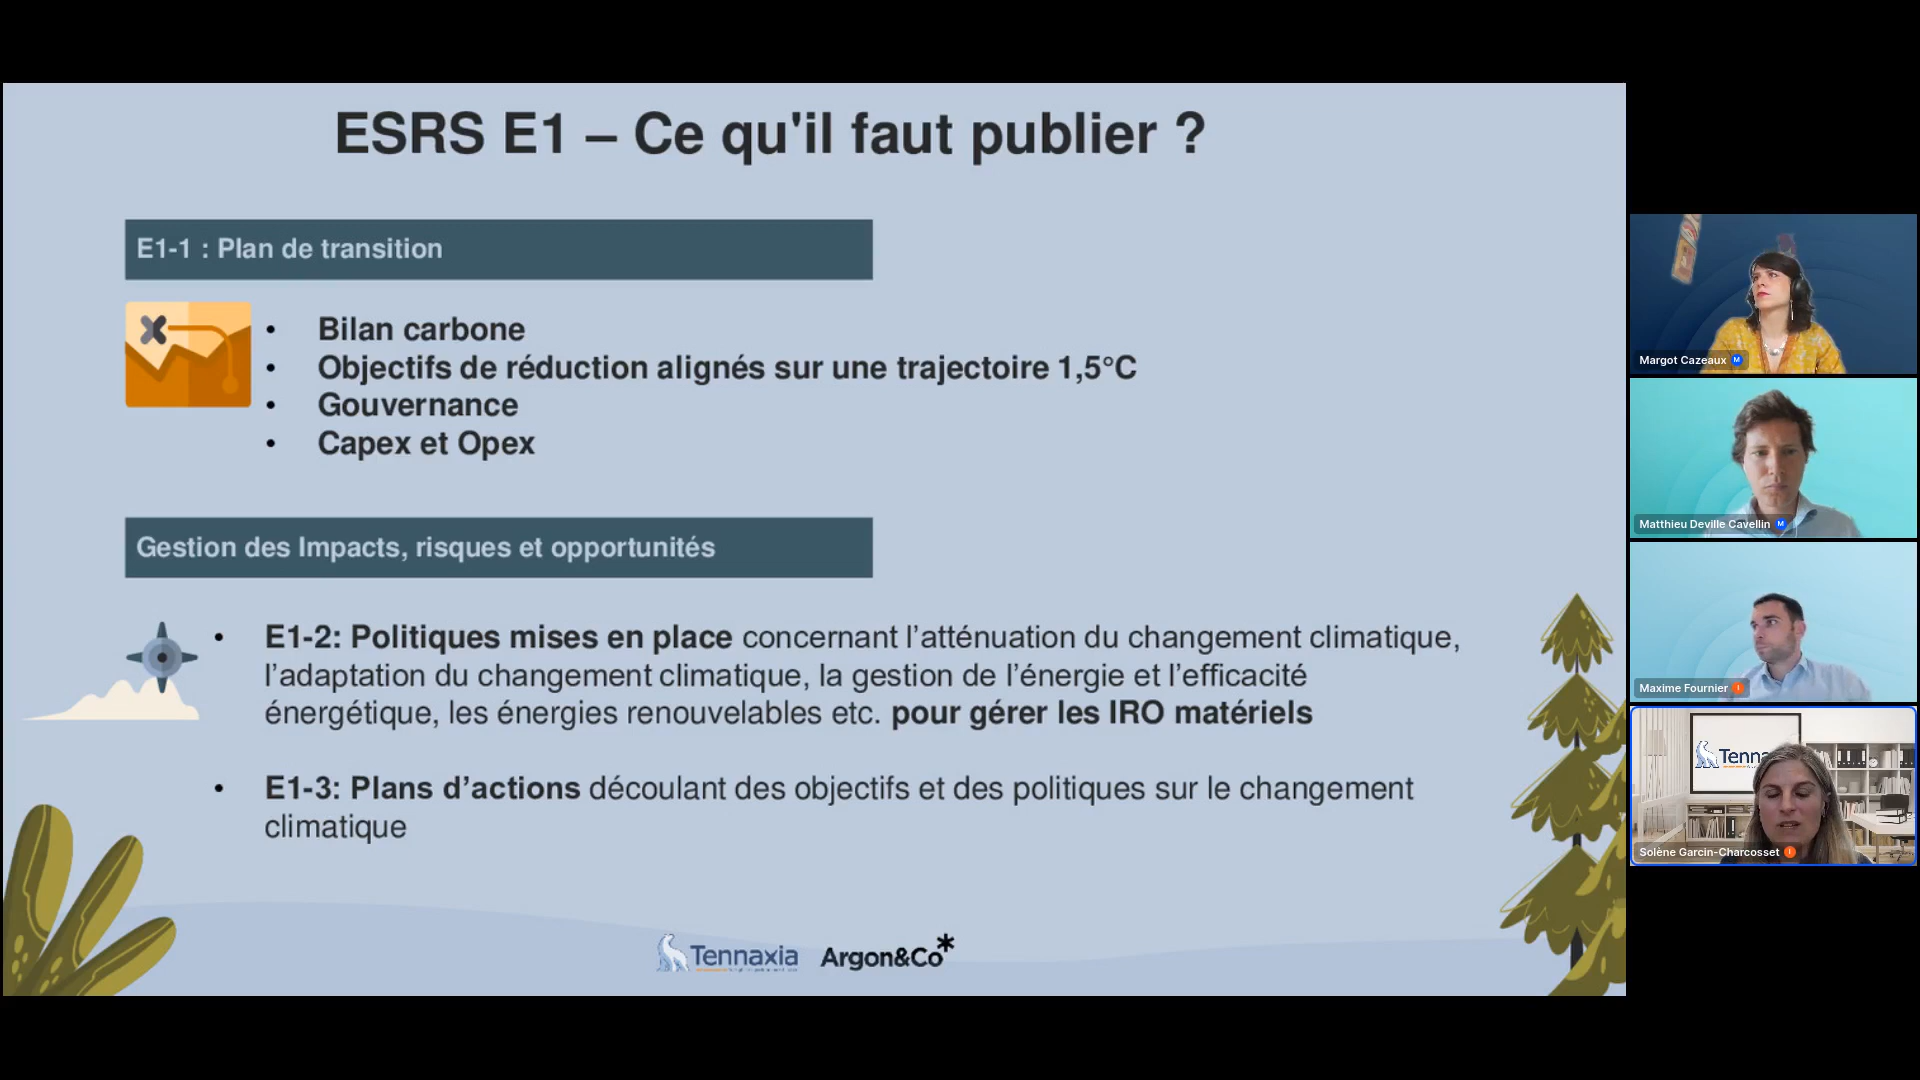 ESRS E1 – Ce qu'il faut publier ?
E1-1 : Plan de transition
• Bilan carbone
• Objectifs de réduction alignés sur une trajectoire 1,5°C
• Gouvernance
• Capex et Opex
Gestion des Impacts, risques et opportunités
• E1-2: Politiques mises en place concernant l’atténuation du changement climatique,
l’adaptation du changement climatique, la gestion de l’énergie et l’efficacité
énergétique, les énergies renouvelables etc. pour gérer les IRO matériels
• E1-3: Plans d’actions découlant des objectifs et des politiques sur le changement
climatique
Tennaxia Argon&Co*
Margot Cazeaux M
Matthieu Deville Cavellin M
Maxime Fournier I
Tenna
Solène Garcin-Charcosset I